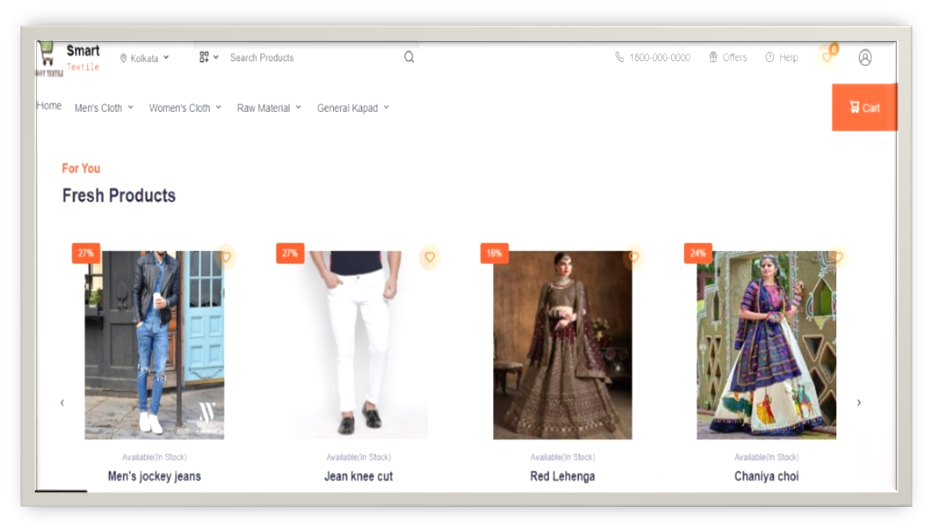 Smart
Textile
Kolkata
Search Products
1800-000-0000
Offers
Help
0
Home
Men's Cloth
Women's Cloth
Raw Material
General Kapad
Cart
For You
Fresh Products
27%
27%
16%
24%
Available(In Stock)
Available(In Stock)
Available(In Stock)
Available(In Stock)
Men's jockey jeans
Jean knee cut
Red Lehenga
Chaniya choi